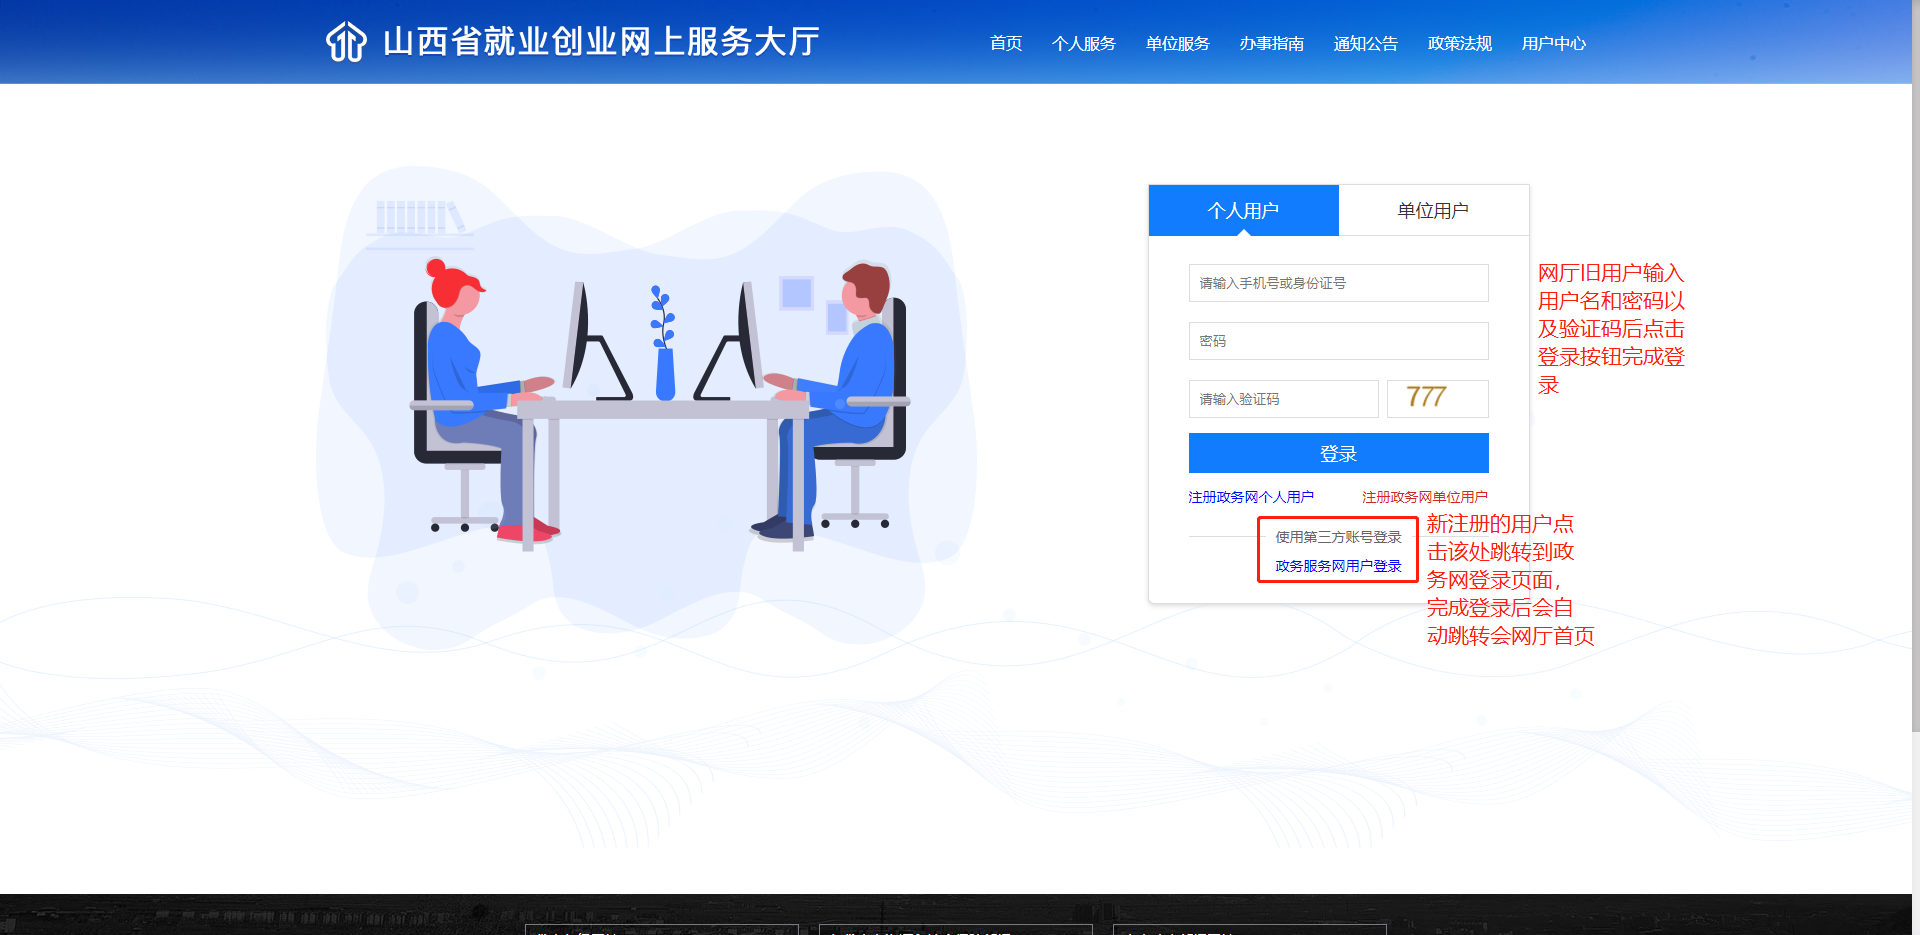 山西省就业创业网上服务大厅
首页 个人服务 单位服务 办事指南 通知公告 政策法规 用户中心
个人用户 单位用户
请输入手机号或身份证号
密码
请输入验证码 777
登录
注册政务网个人用户 注册政务网单位用户
使用第三方账号登录
政务服务网用户登录
网厅旧用户输入
用户名和密码以
及验证码后点击
登录按钮完成登
录
新注册的用户点
击该处跳转到政
务网登录页面，
完成登录后会自
动跳转会网厅首页